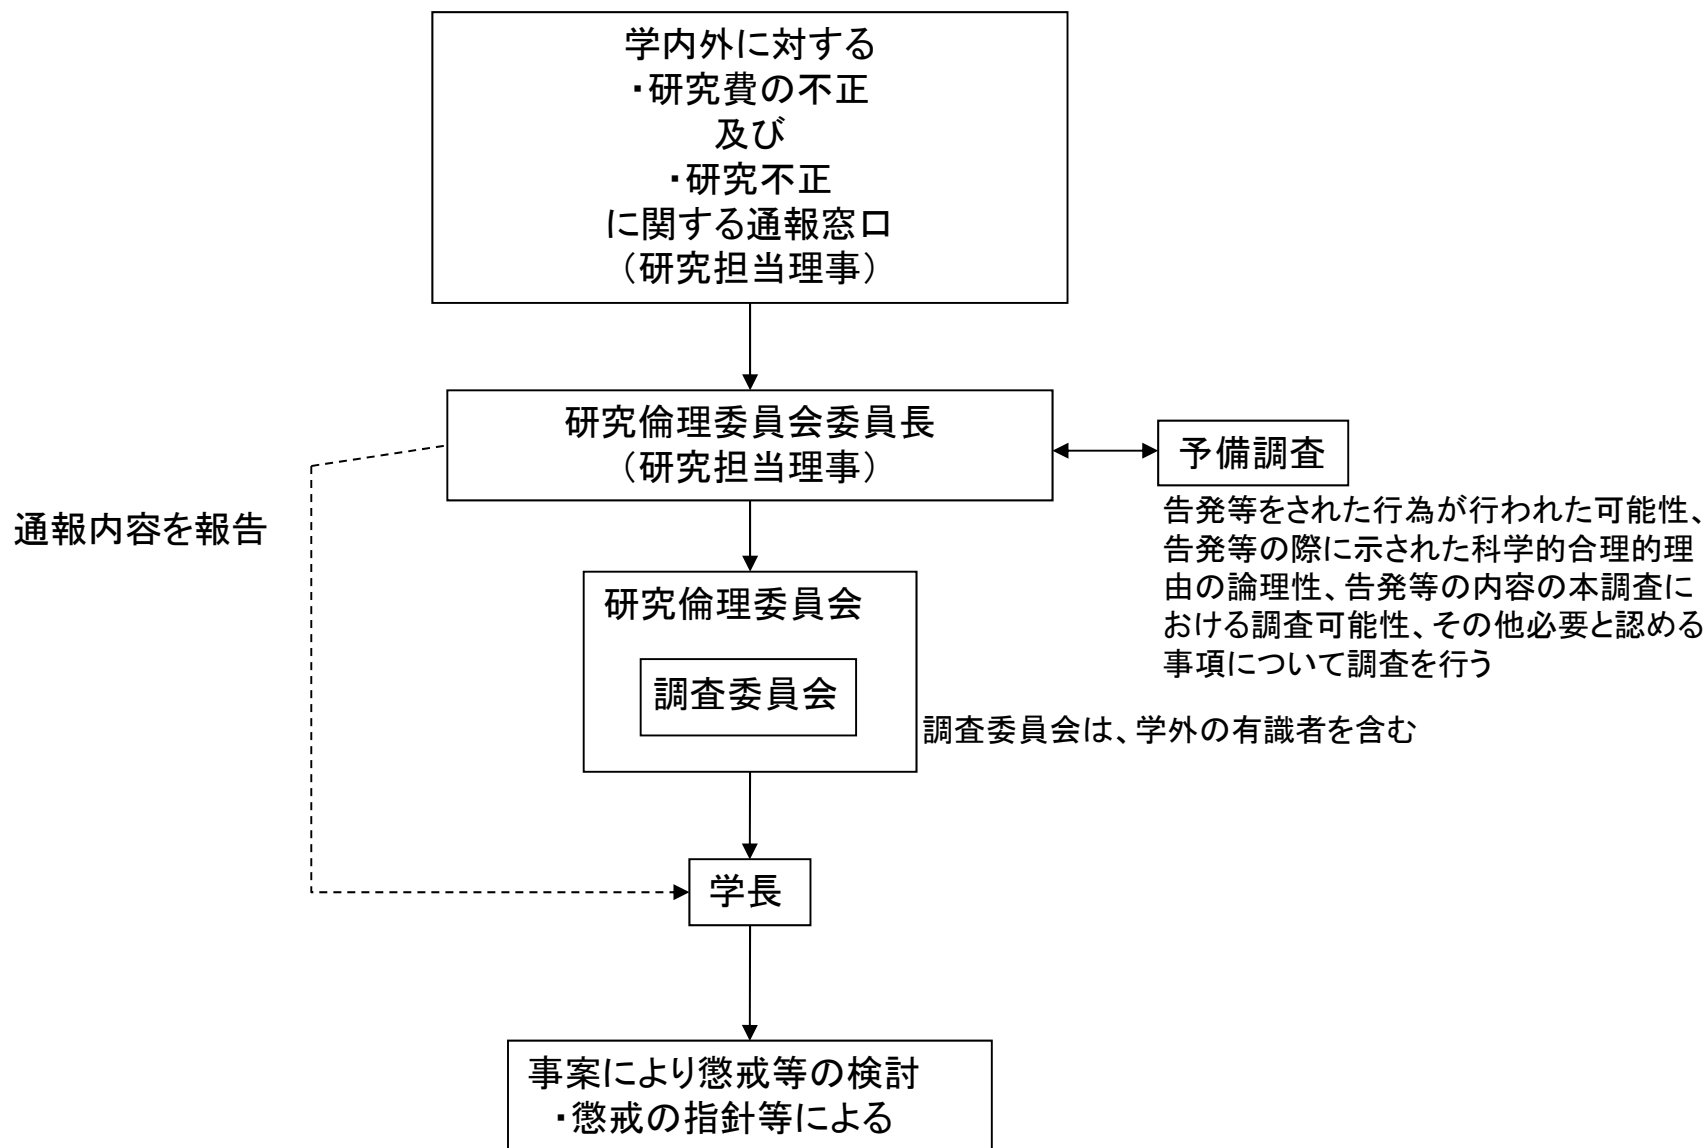 学内外に対する
・研究費の不正
及び
・研究不正
に関する通報窓口
（研究担当理事）
研究倫理委員会委員長
（研究担当理事）
予備調査
告発等をされた行為が行われた可能性、
告発等の際に示された科学的合理的理
由の論理性、告発等の内容の本調査に
おける調査可能性、その他必要と認める
事項について調査を行う
通報内容を報告
研究倫理委員会
調査委員会
調査委員会は、学外の有識者を含む
学長
事案により懲戒等の検討
・懲戒の指針等による